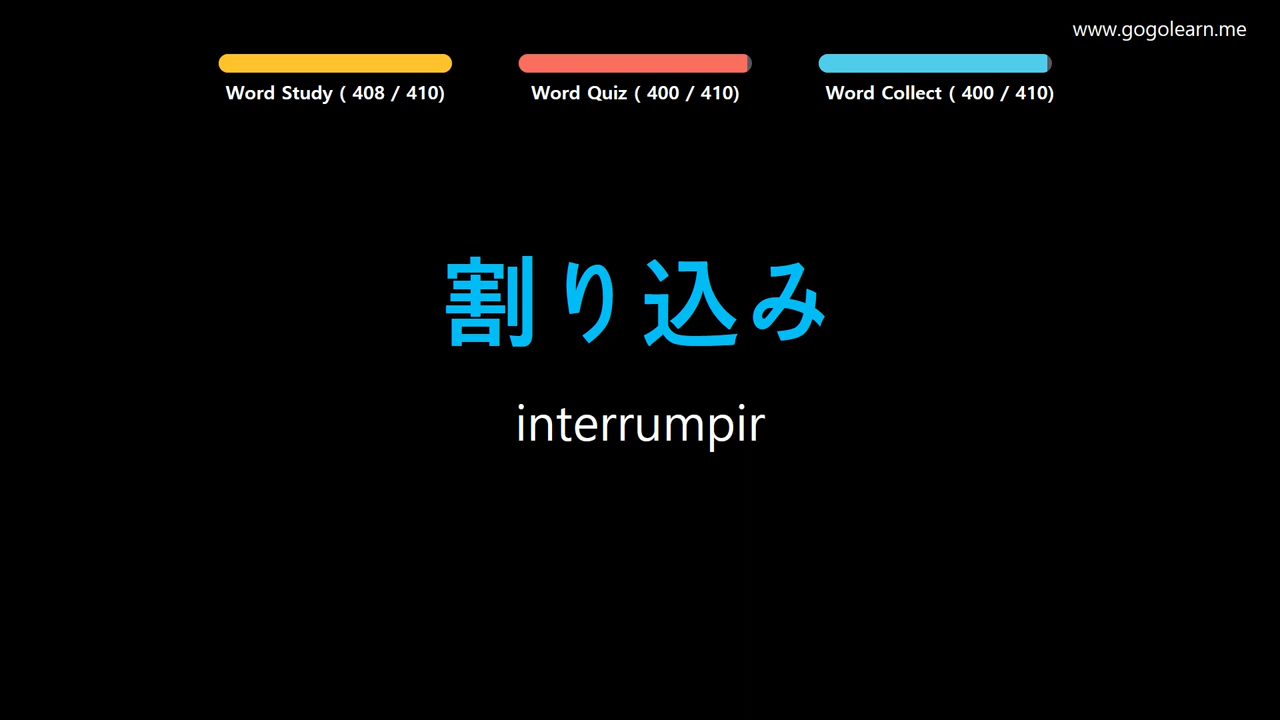 www.gogolearn.me
Word Study ( 408 / 410)
Word Quiz ( 400 / 410)
Word Collect ( 400 / 410)
割り込み
interrumpir